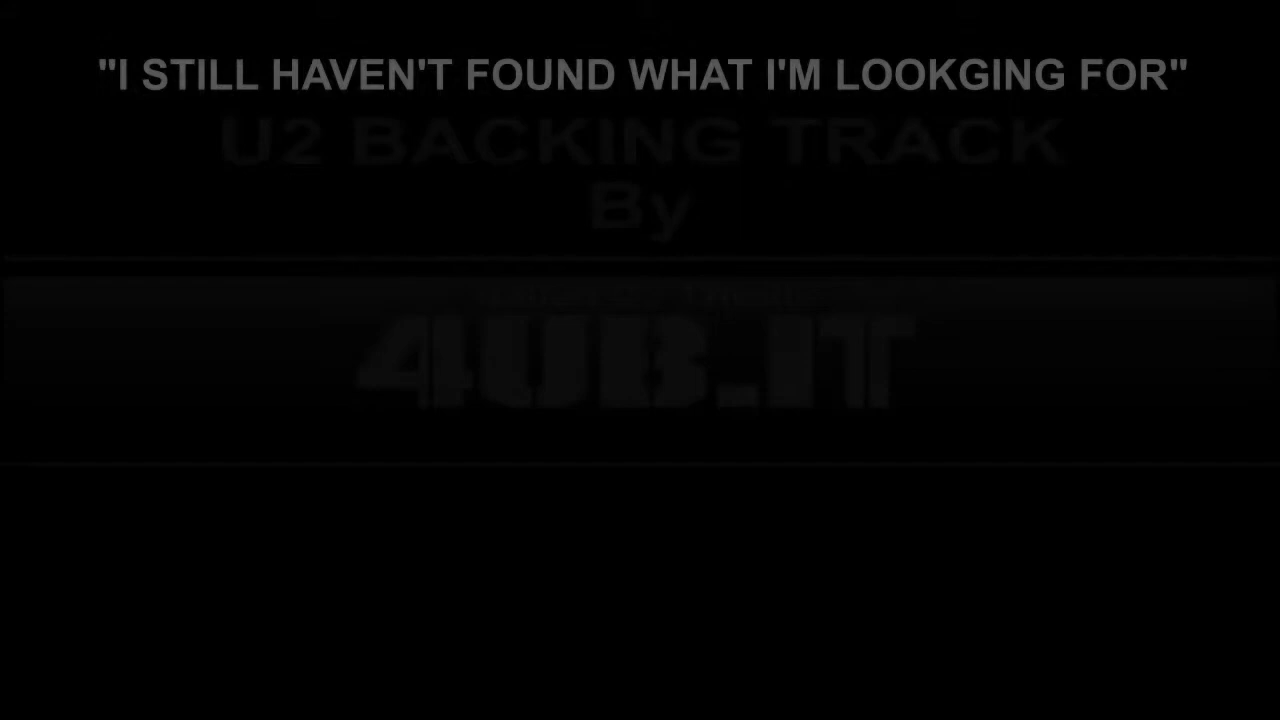 "I STILL HAVEN'T FOUND WHAT I'M LOOKGING FOR"
U2 BACKING TRACK
By
4UB.IT